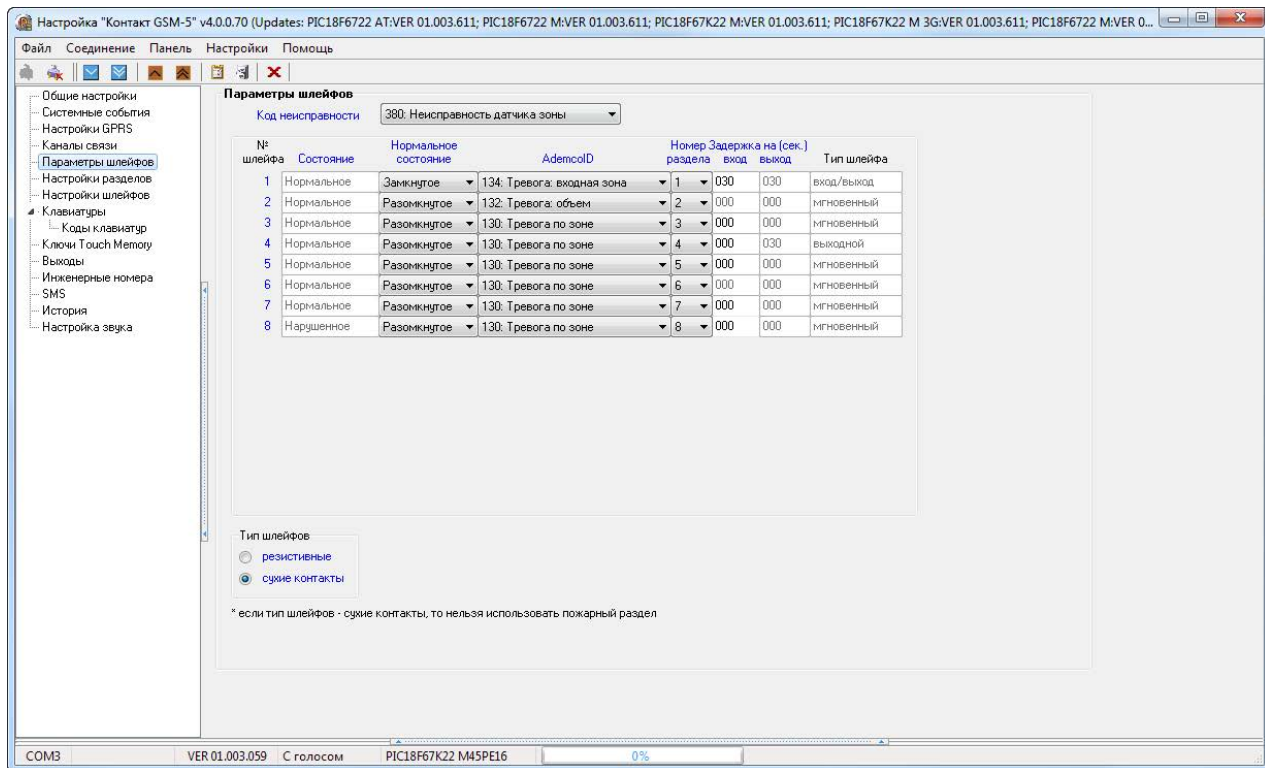 Настройка "Контакт GSM-5" v4.0.0.70 (Updates: PIC18F6722 AT:VER 01.003.611; PIC18F6722 M:VER 01.003.611; PIC18F67K22 M:VER 01.003.611; PIC18F67K22 M 3G:VER 01.003.611; PIC18F6722 M:VER 0...
Файл Соединение Панель Настройки Помощь
Общие настройки
Системные события
Настройки GPRS
Каналы связи
Параметры шлейфов
Настройки разделов
Настройки шлейфов
Клавиатуры
Коды клавиатур
Ключи Touch Memory
Выходы
Инженерные номера
SMS
История
Настройка звука
Параметры шлейфов
Код неисправности 380: Неисправность датчика зоны
№ Нормальное Номер Задержка на (сек.)
шлейфа Состояние состояние AdemcoID раздела вход выход Тип шлейфа
1 Нормальное Замкнутое 134: Тревога: входная зона 1 030 030 вход/выход
2 Нормальное Разомкнутое 132: Тревога: объем 2 000 000 мгновенный
3 Нормальное Разомкнутое 130: Тревога по зоне 3 000 000 мгновенный
4 Нормальное Разомкнутое 130: Тревога по зоне 4 000 030 выходной
5 Нормальное Разомкнутое 130: Тревога по зоне 5 000 000 мгновенный
6 Нормальное Разомкнутое 130: Тревога по зоне 6 000 000 мгновенный
7 Нормальное Разомкнутое 130: Тревога по зоне 7 000 000 мгновенный
8 Нарушенное Разомкнутое 130: Тревога по зоне 8 000 000 мгновенный
Тип шлейфов
резистивные
сухие контакты
* если тип шлейфов - сухие контакты, то нельзя использовать пожарный раздел
COM3 VER 01.003.059 С голосом PIC18F67K22 M45PE16 0%